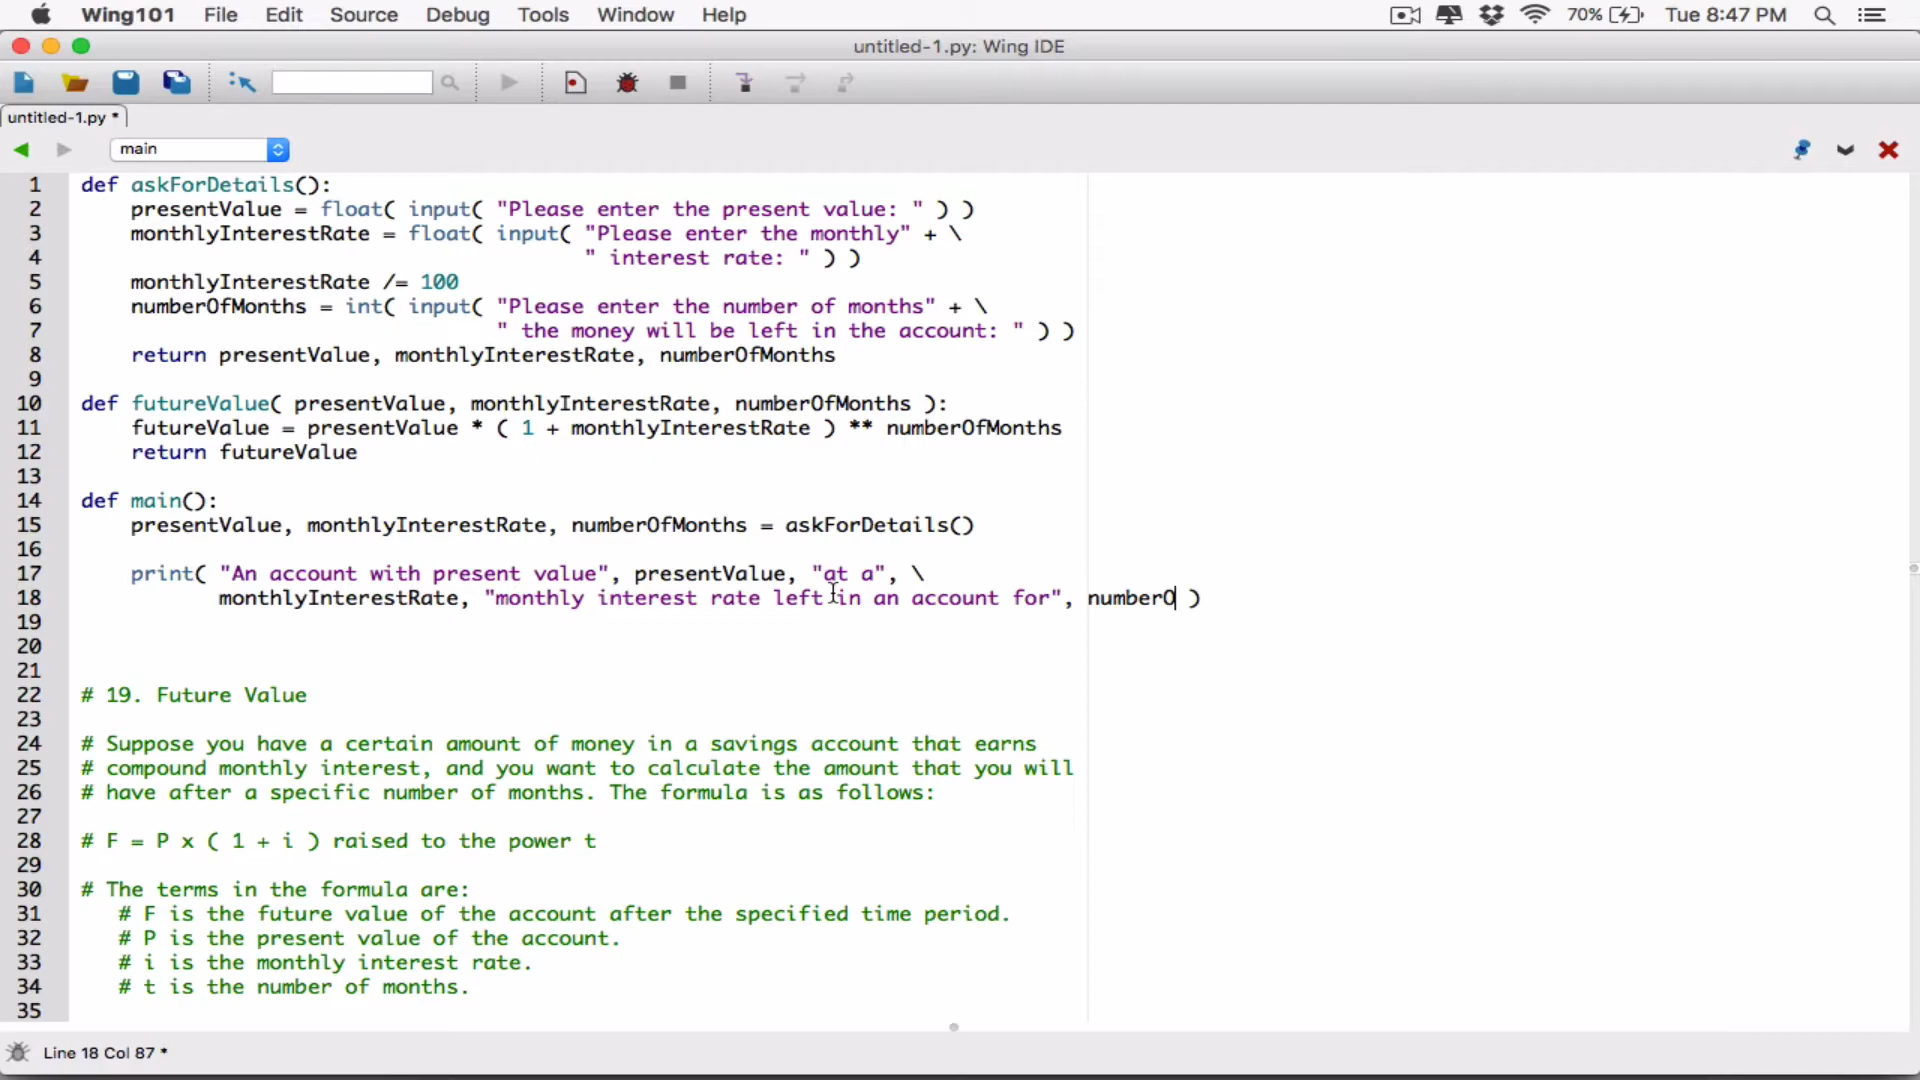 Wing101 File Edit Source Debug Tools Window Help 70% Tue 8:47 PM
untitled-1.py: Wing IDE
untitled-1.py *
main
1 def askForDetails():
2 presentValue = float( input( "Please enter the present value: " ) )
3 monthlyInterestRate = float( input( "Please enter the monthly" + \
4 " interest rate: " ) )
5 monthlyInterestRate /= 100
6 numberOfMonths = int( input( "Please enter the number of months" + \
7 " the money will be left in the account: " ) )
8 return presentValue, monthlyInterestRate, numberOfMonths
9
10 def futureValue( presentValue, monthlyInterestRate, numberOfMonths ):
11 futureValue = presentValue * ( 1 + monthlyInterestRate ) ** numberOfMonths
12 return futureValue
13
14 def main():
15 presentValue, monthlyInterestRate, numberOfMonths = askForDetails()
16
17 print( "An account with present value", presentValue, "at a", \
18 monthlyInterestRate, "monthly interest rate left in an account for", numberO )
19
20
21
22 # 19. Future Value
23
24 # Suppose you have a certain amount of money in a savings account that earns
25 # compound monthly interest, and you want to calculate the amount that you will
26 # have after a specific number of months. The formula is as follows:
27
28 # F = P x ( 1 + i ) raised to the power t
29
30 # The terms in the formula are:
31 # F is the future value of the account after the specified time period.
32 # P is the present value of the account.
33 # i is the monthly interest rate.
34 # t is the number of months.
35
Line 18 Col 87 *